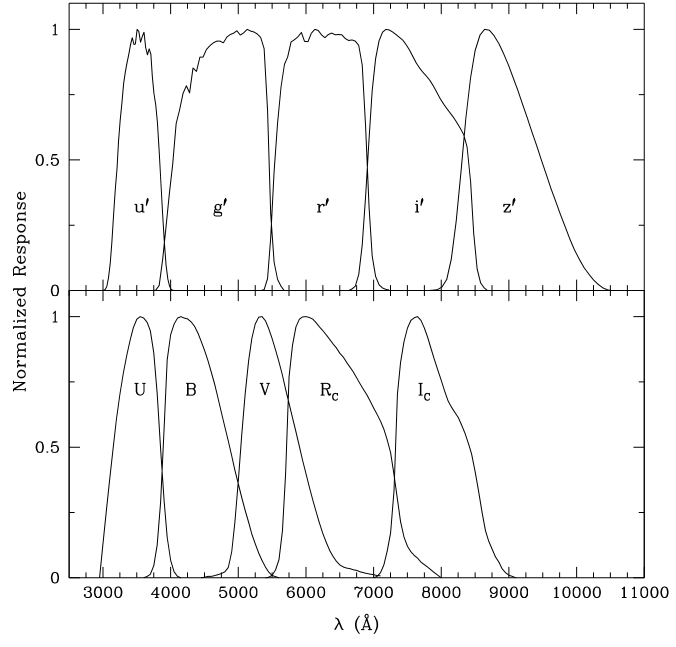 1
0.5
0
u′ g′ r′ i′ z′
Normalized Response
1
0.5
0
U B V R_c I_c
3000 4000 5000 6000 7000 8000 9000 10000 11000
λ (Å)